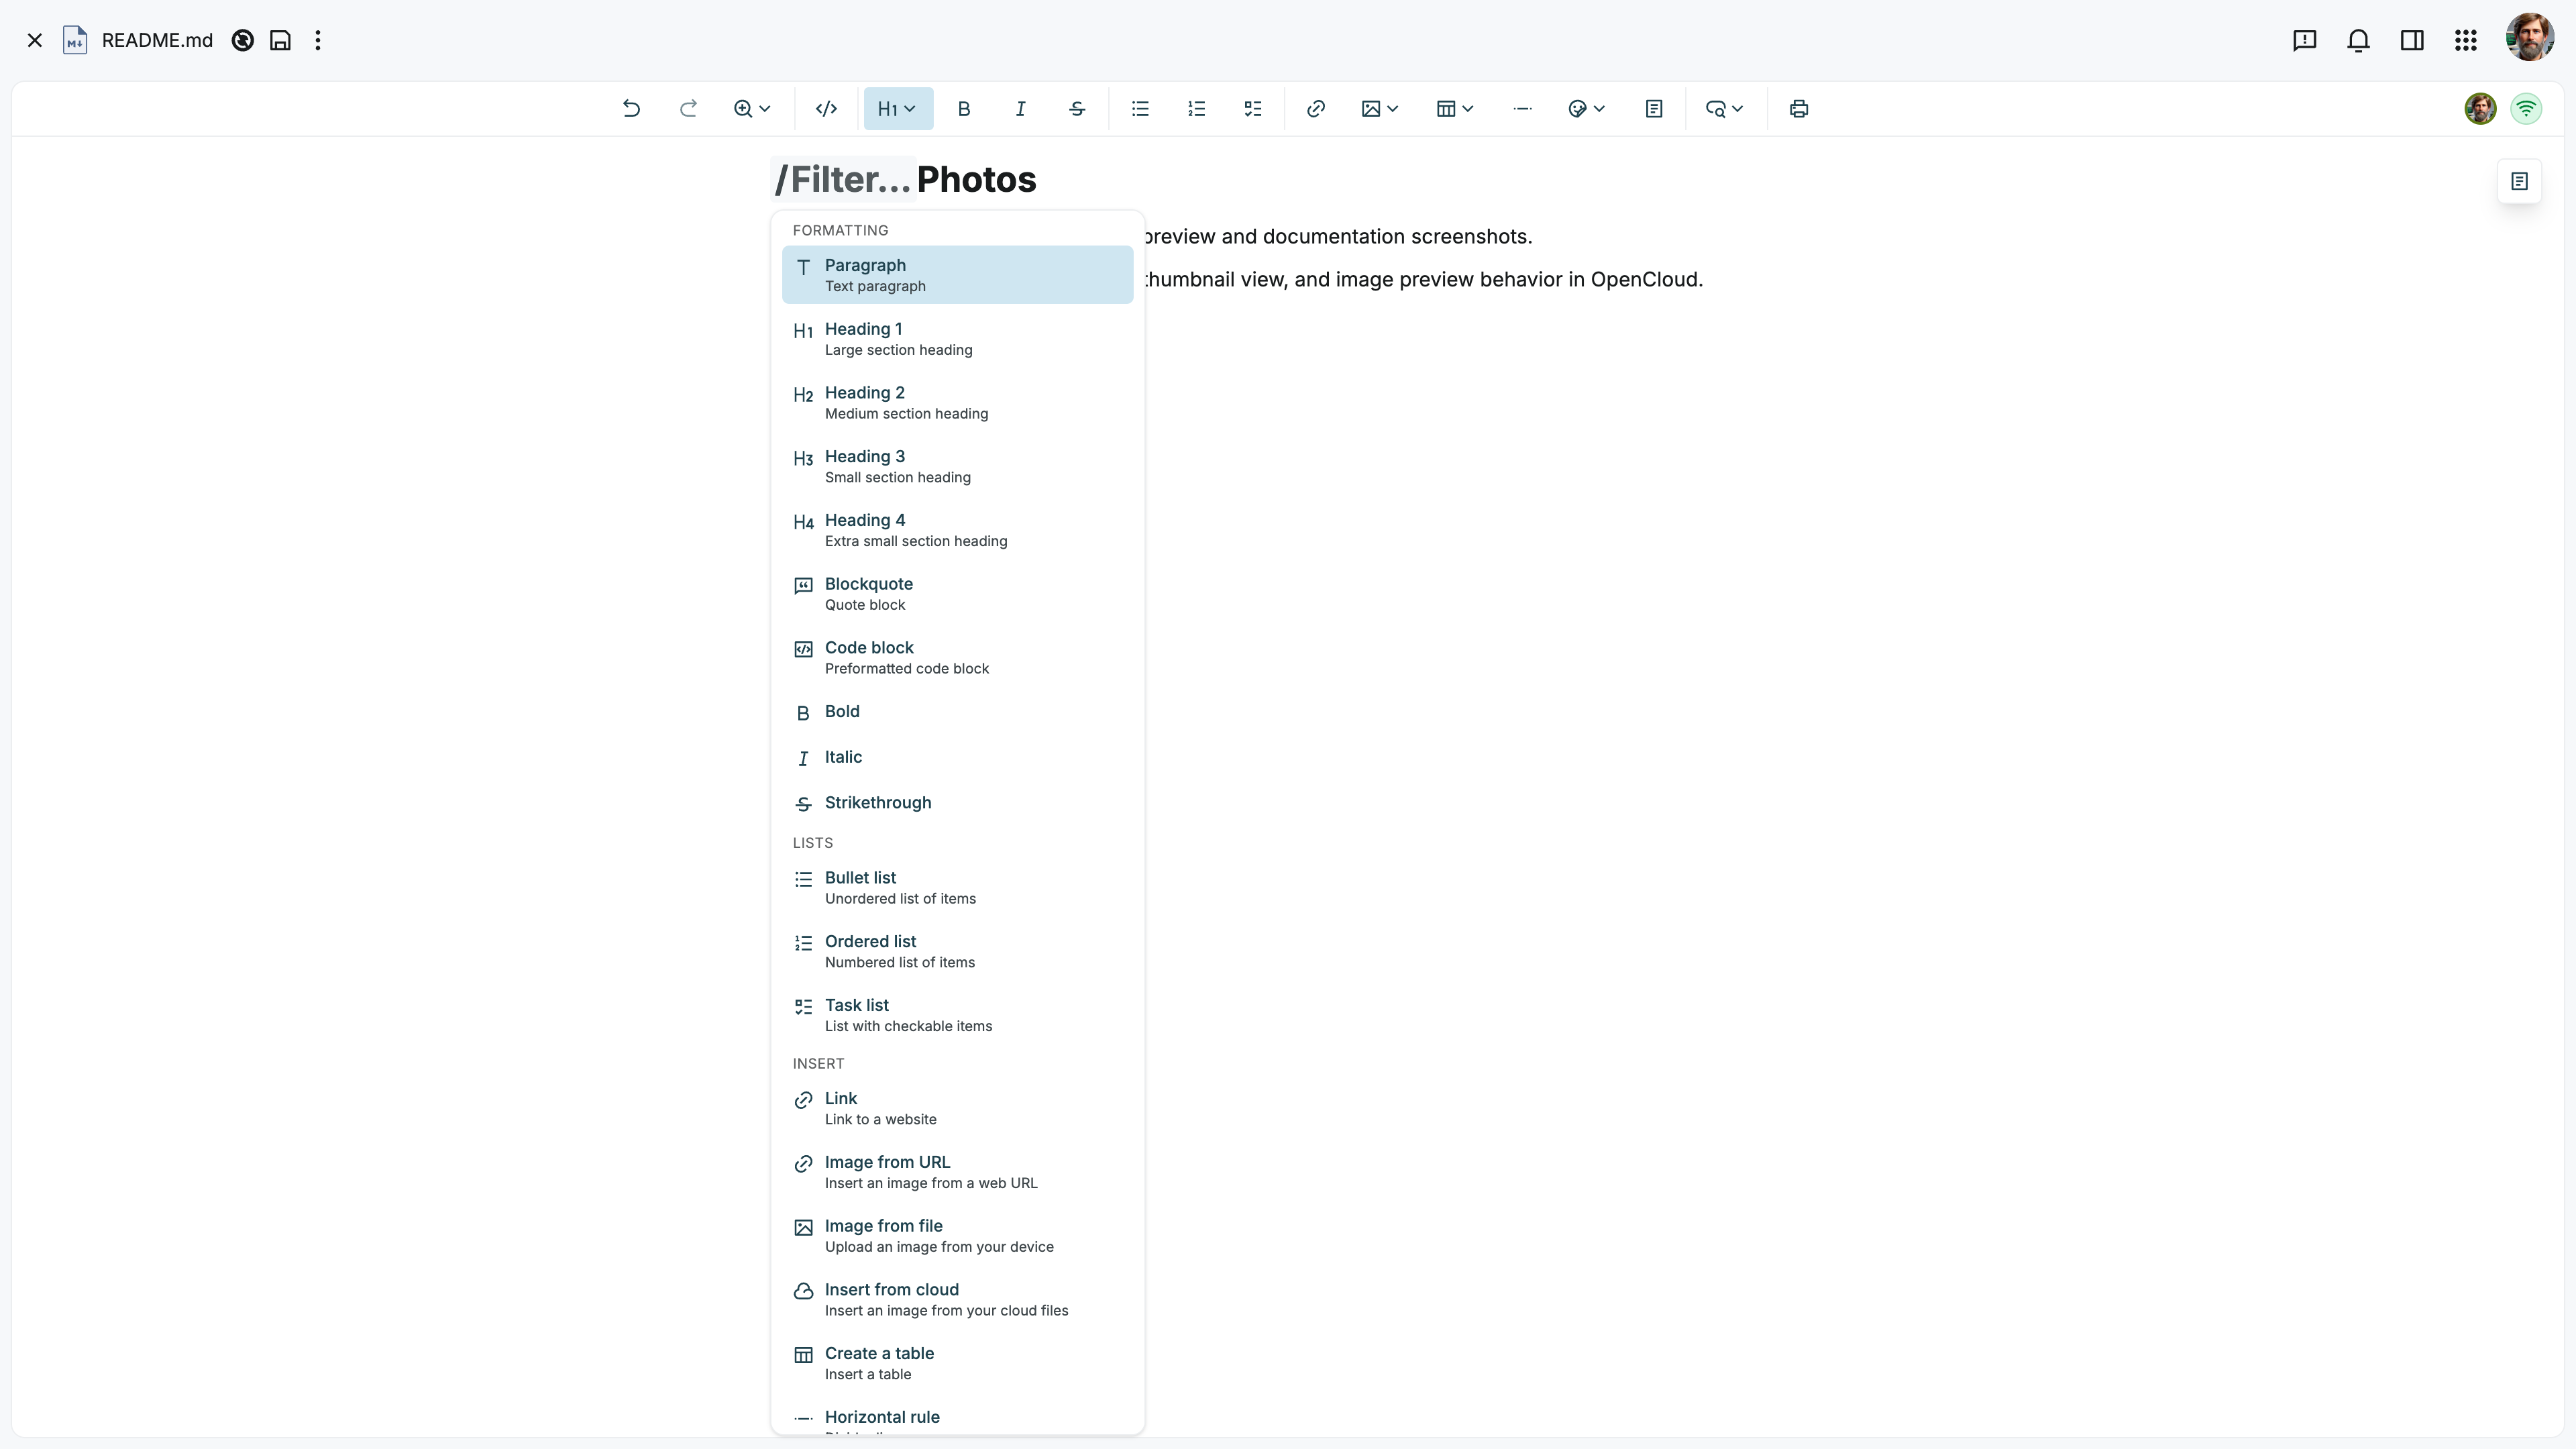 README.md
/Filter... Photos
preview and documentation screenshots.
thumbnail view, and image preview behavior in OpenCloud.
FORMATTING
Paragraph
Text paragraph
H1 Heading 1
Large section heading
H2 Heading 2
Medium section heading
H3 Heading 3
Small section heading
H4 Heading 4
Extra small section heading
Blockquote
Quote block
Code block
Preformatted code block
Bold
Italic
Strikethrough
LISTS
Bullet list
Unordered list of items
Ordered list
Numbered list of items
Task list
List with checkable items
INSERT
Link
Link to a website
Image from URL
Insert an image from a web URL
Image from file
Upload an image from your device
Insert from cloud
Insert an image from your cloud files
Create a table
Insert a table
Horizontal rule